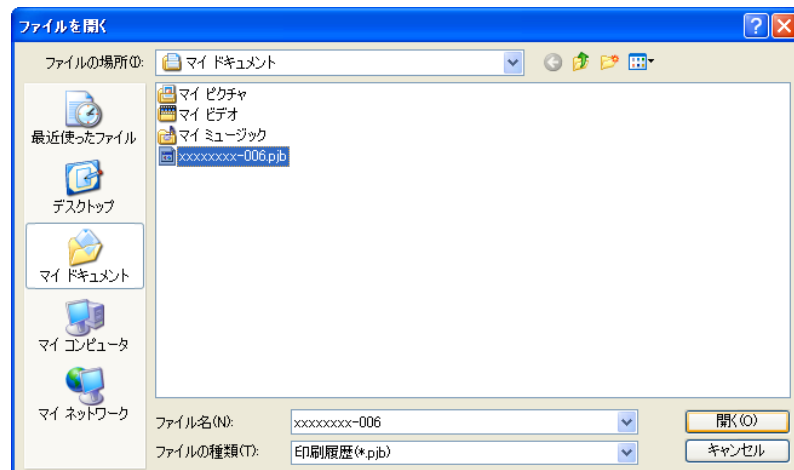 ファイルを開く
ファイルの場所(I):
マイ ドキュメント
マイ ピクチャ
マイ ビデオ
マイ ミュージック
xxxxxxxx-006.pjb
最近使ったファイル
デスクトップ
マイ ドキュメント
マイ コンピュータ
マイ ネットワーク
ファイル名(N):
xxxxxxxx-006
開く(O)
ファイルの種類(T):
印刷履歴(*.pjb)
キャンセル